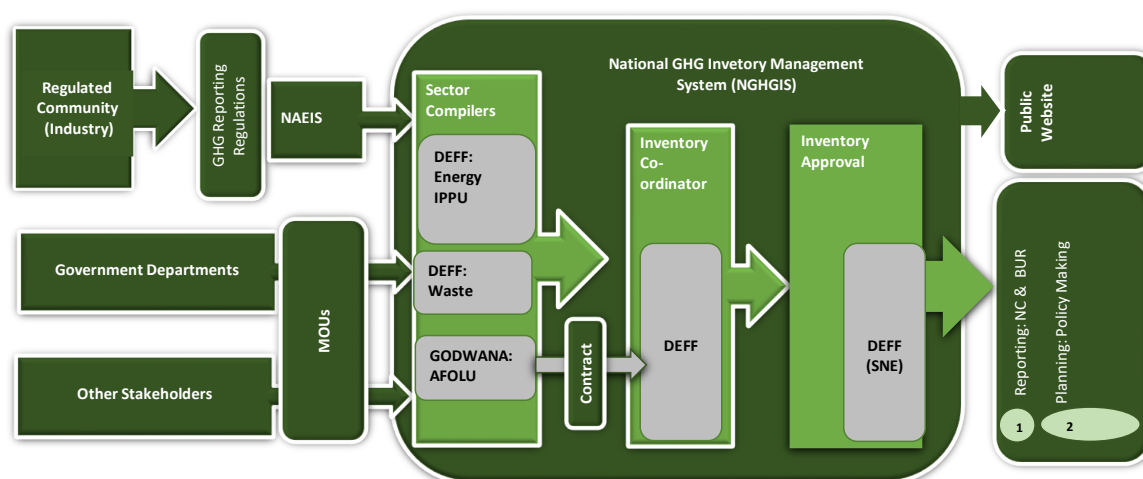 Regulated
Community
(Industry)
GHG Reporting
Regulations
NAEIS
Government Departments
Other Stakeholders
MOUs
National GHG Invetory Management
System (NGHGIS)
Sector
Compilers
DEFF:
Energy
IPPU
DEFF:
Waste
GODWANA:
AFOLU
Contract
Inventory
Co-
ordinator
DEFF
Inventory
Approval
DEFF
(SNE)
Public
Website
Reporting: NC & BUR
Planning: Policy Making
1
2